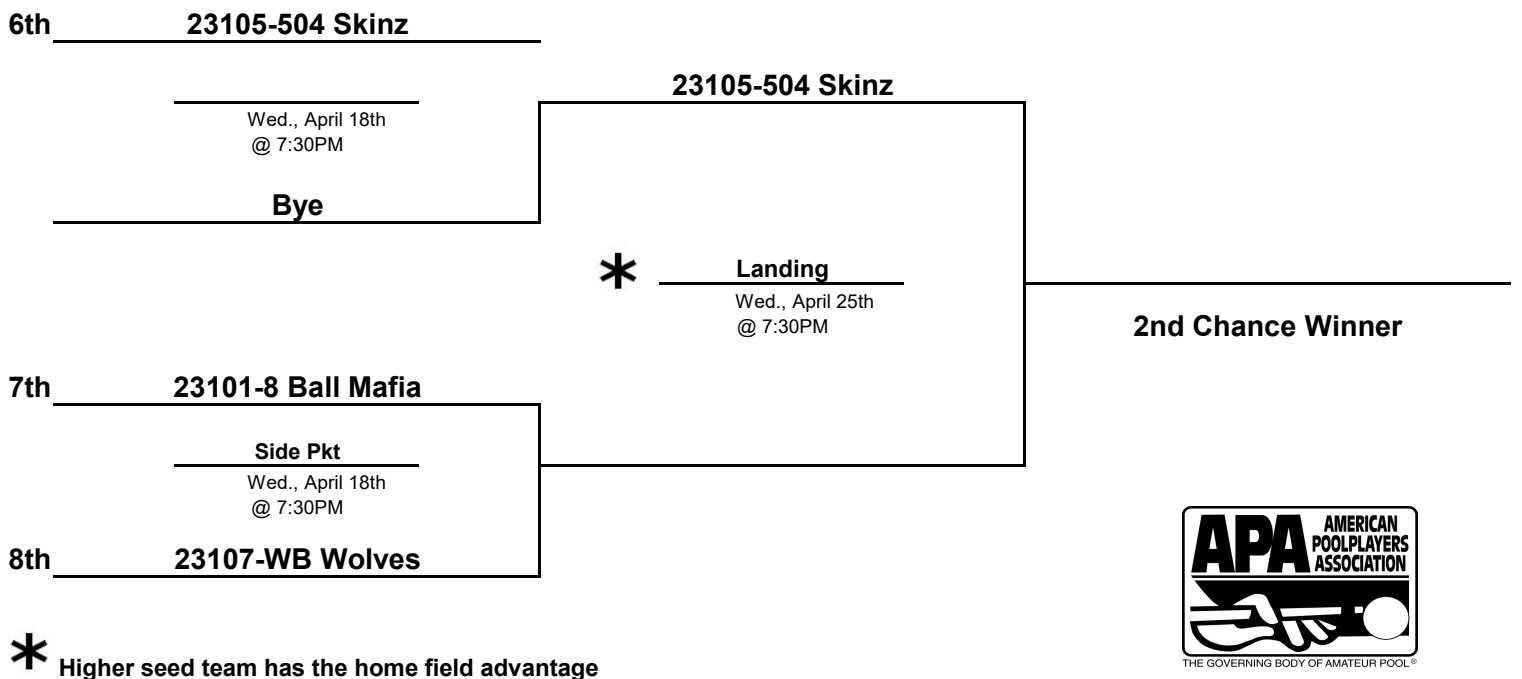 6th 23105-504 Skinz
23105-504 Skinz
Wed., April 18th
@ 7:30PM
Bye
* Landing
Wed., April 25th
@ 7:30PM
2nd Chance Winner
7th 23101-8 Ball Mafia
Side Pkt
Wed., April 18th
@ 7:30PM
8th 23107-WB Wolves
APA AMERICAN
POOLPLAYERS
ASSOCIATION
THE GOVERNING BODY OF AMATEUR POOL®
* Higher seed team has the home field advantage